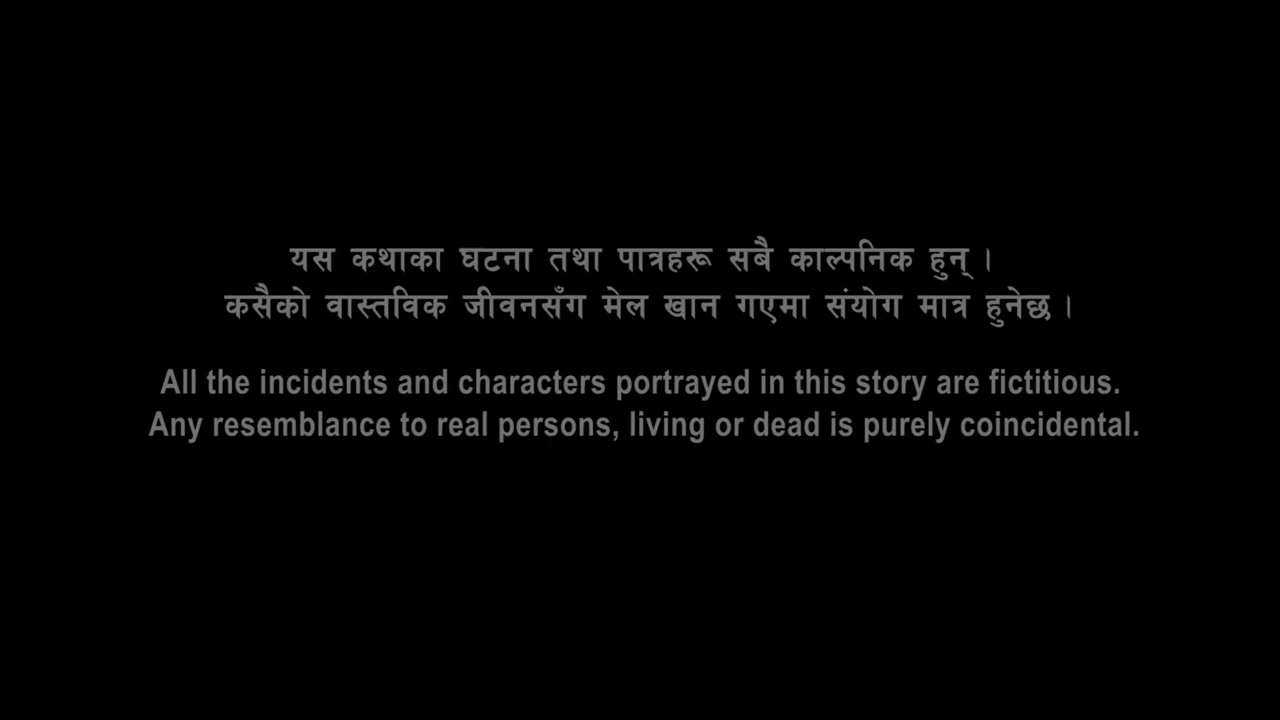 यस कथाका घटना तथा पात्रहरू सबै काल्पनिक हुन् ।
कसैको वास्तविक जीवनसँग मेल खान गएमा संयोग मात्र हुनेछ ।
All the incidents and characters portrayed in this story are fictitious.
Any resemblance to real persons, living or dead is purely coincidental.